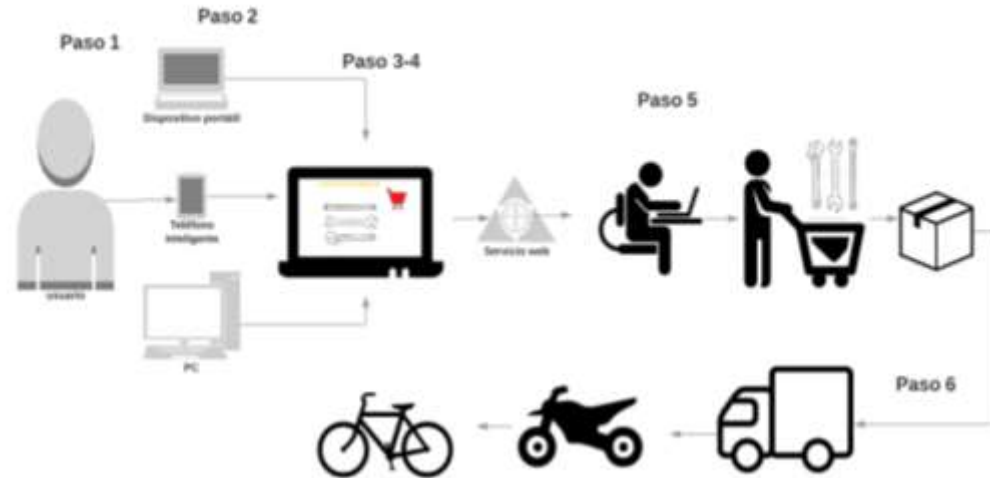 Paso 1
Paso 2
Paso 3-4
Paso 5
Dispositivo portátil
Teléfono
inteligente
Servicio web
usuario
PC
Paso 6